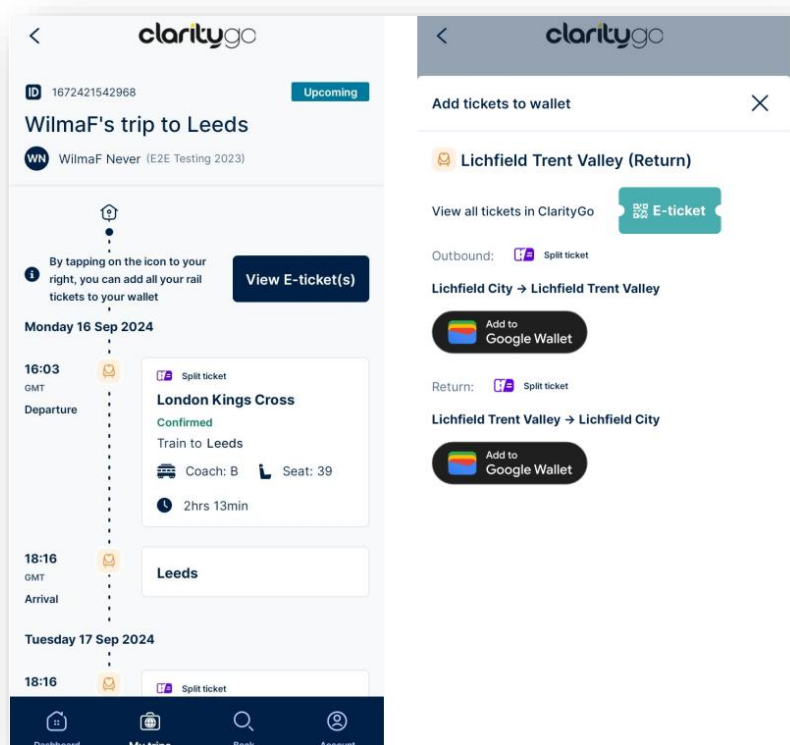 claritygo
ID 1672421542968
Upcoming
WilmaF's trip to Leeds
WN WilmaF Never (E2E Testing 2023)
By tapping on the icon to your
right, you can add all your rail
tickets to your wallet
View E-ticket(s)
Monday 16 Sep 2024
16:03
GMT
Departure
Split ticket
London Kings Cross
Confirmed
Train to Leeds
Coach: B Seat: 39
2hrs 13min
18:16
GMT
Arrival
Leeds
Tuesday 17 Sep 2024
18:16
Split ticket
Dashboard My trips Book Account
claritygo
Add tickets to wallet
Lichfield Trent Valley (Return)
View all tickets in ClarityGo
E-ticket
Outbound: Split ticket
Lichfield City → Lichfield Trent Valley
Add to
Google Wallet
Return: Split ticket
Lichfield Trent Valley → Lichfield City
Add to
Google Wallet